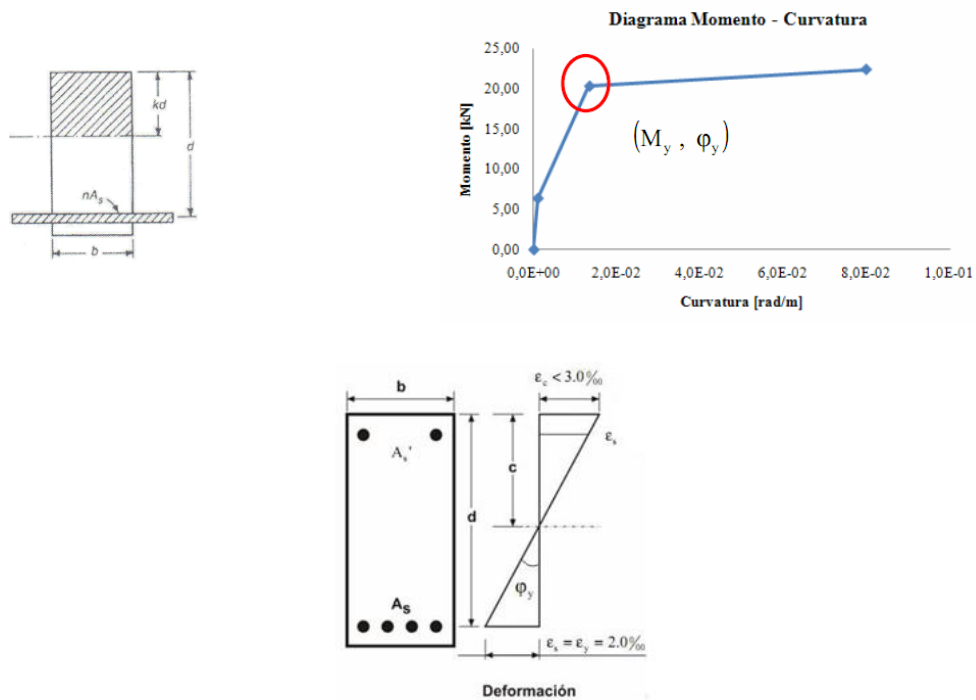 kd
d
nAs
b
Diagrama Momento - Curvatura
Momento [kN]
25,00
20,00
15,00
10,00
5,00
0,00
(My , φy)
0,0E+00 2,0E-02 4,0E-02 6,0E-02 8,0E-02 1,0E-01
Curvatura [rad/m]
b
εc < 3.0‰
As'
εs
c
d
φy
As
εs = εy = 2.0‰
Deformación